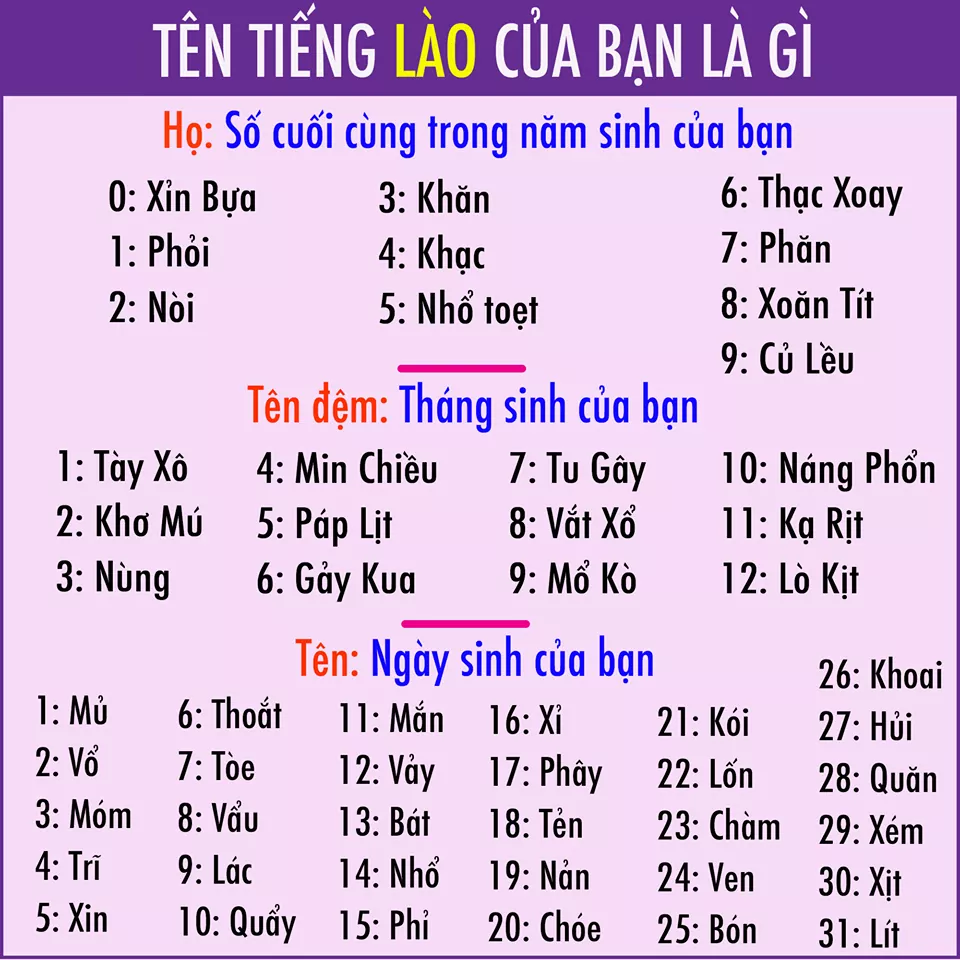 TÊN TIẾNG LÀO CỦA BẠN LÀ GÌ
Họ: Số cuối cùng trong năm sinh của bạn
0: Xỉn Bựa 3: Khăn 6: Thạc Xoay
1: Phỏi 4: Khạc 7: Phăn
2: Nòi 5: Nhổ toẹt 8: Xoăn Tít
9: Củ Lều
Tên đệm: Tháng sinh của bạn
1: Tày Xô 4: Min Chiều 7: Tu Gây 10: Náng Phổn
2: Khơ Mú 5: Páp Lịt 8: Vắt Xổ 11: Kạ Rịt
3: Nùng 6: Gảy Kua 9: Mổ Kò 12: Lò Kịt
Tên: Ngày sinh của bạn
1: Mủ 6: Thoắt 11: Mắn 16: Xỉ 21: Kói 26: Khoai
2: Vổ 7: Tòe 12: Vảy 17: Phây 22: Lốn 27: Hủi
3: Móm 8: Vẩu 13: Bát 18: Tẻn 23: Chàm 28: Quăn
4: Trĩ 9: Lác 14: Nhổ 19: Nản 24: Ven 29: Xém
5: Xin 10: Quẩy 15: Phỉ 20: Chóe 25: Bón 30: Xịt
31: Lít